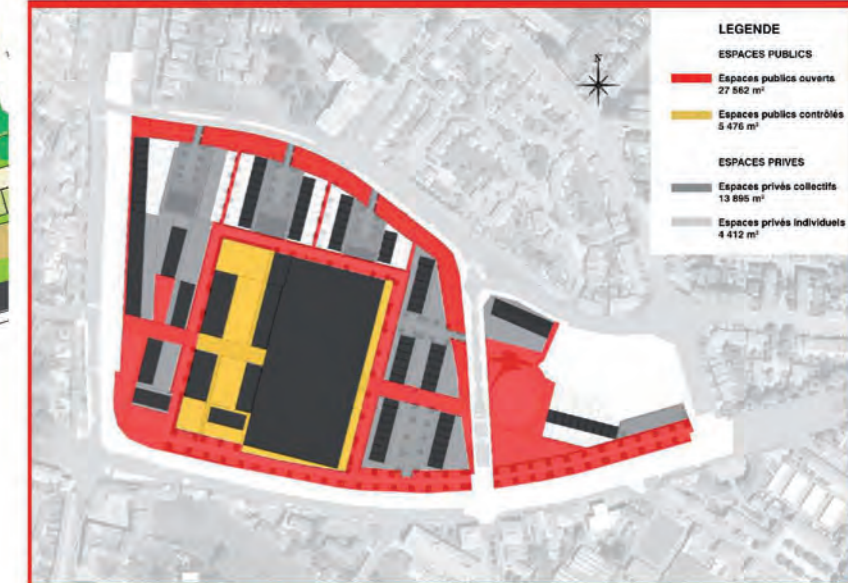 LEGENDE
ESPACES PUBLICS
Espaces publics ouverts
27 562 m²
Espaces publics contrôlés
5 476 m²
ESPACES PRIVES
Espaces privés collectifs
13 895 m²
Espaces privés individuels
4 412 m²